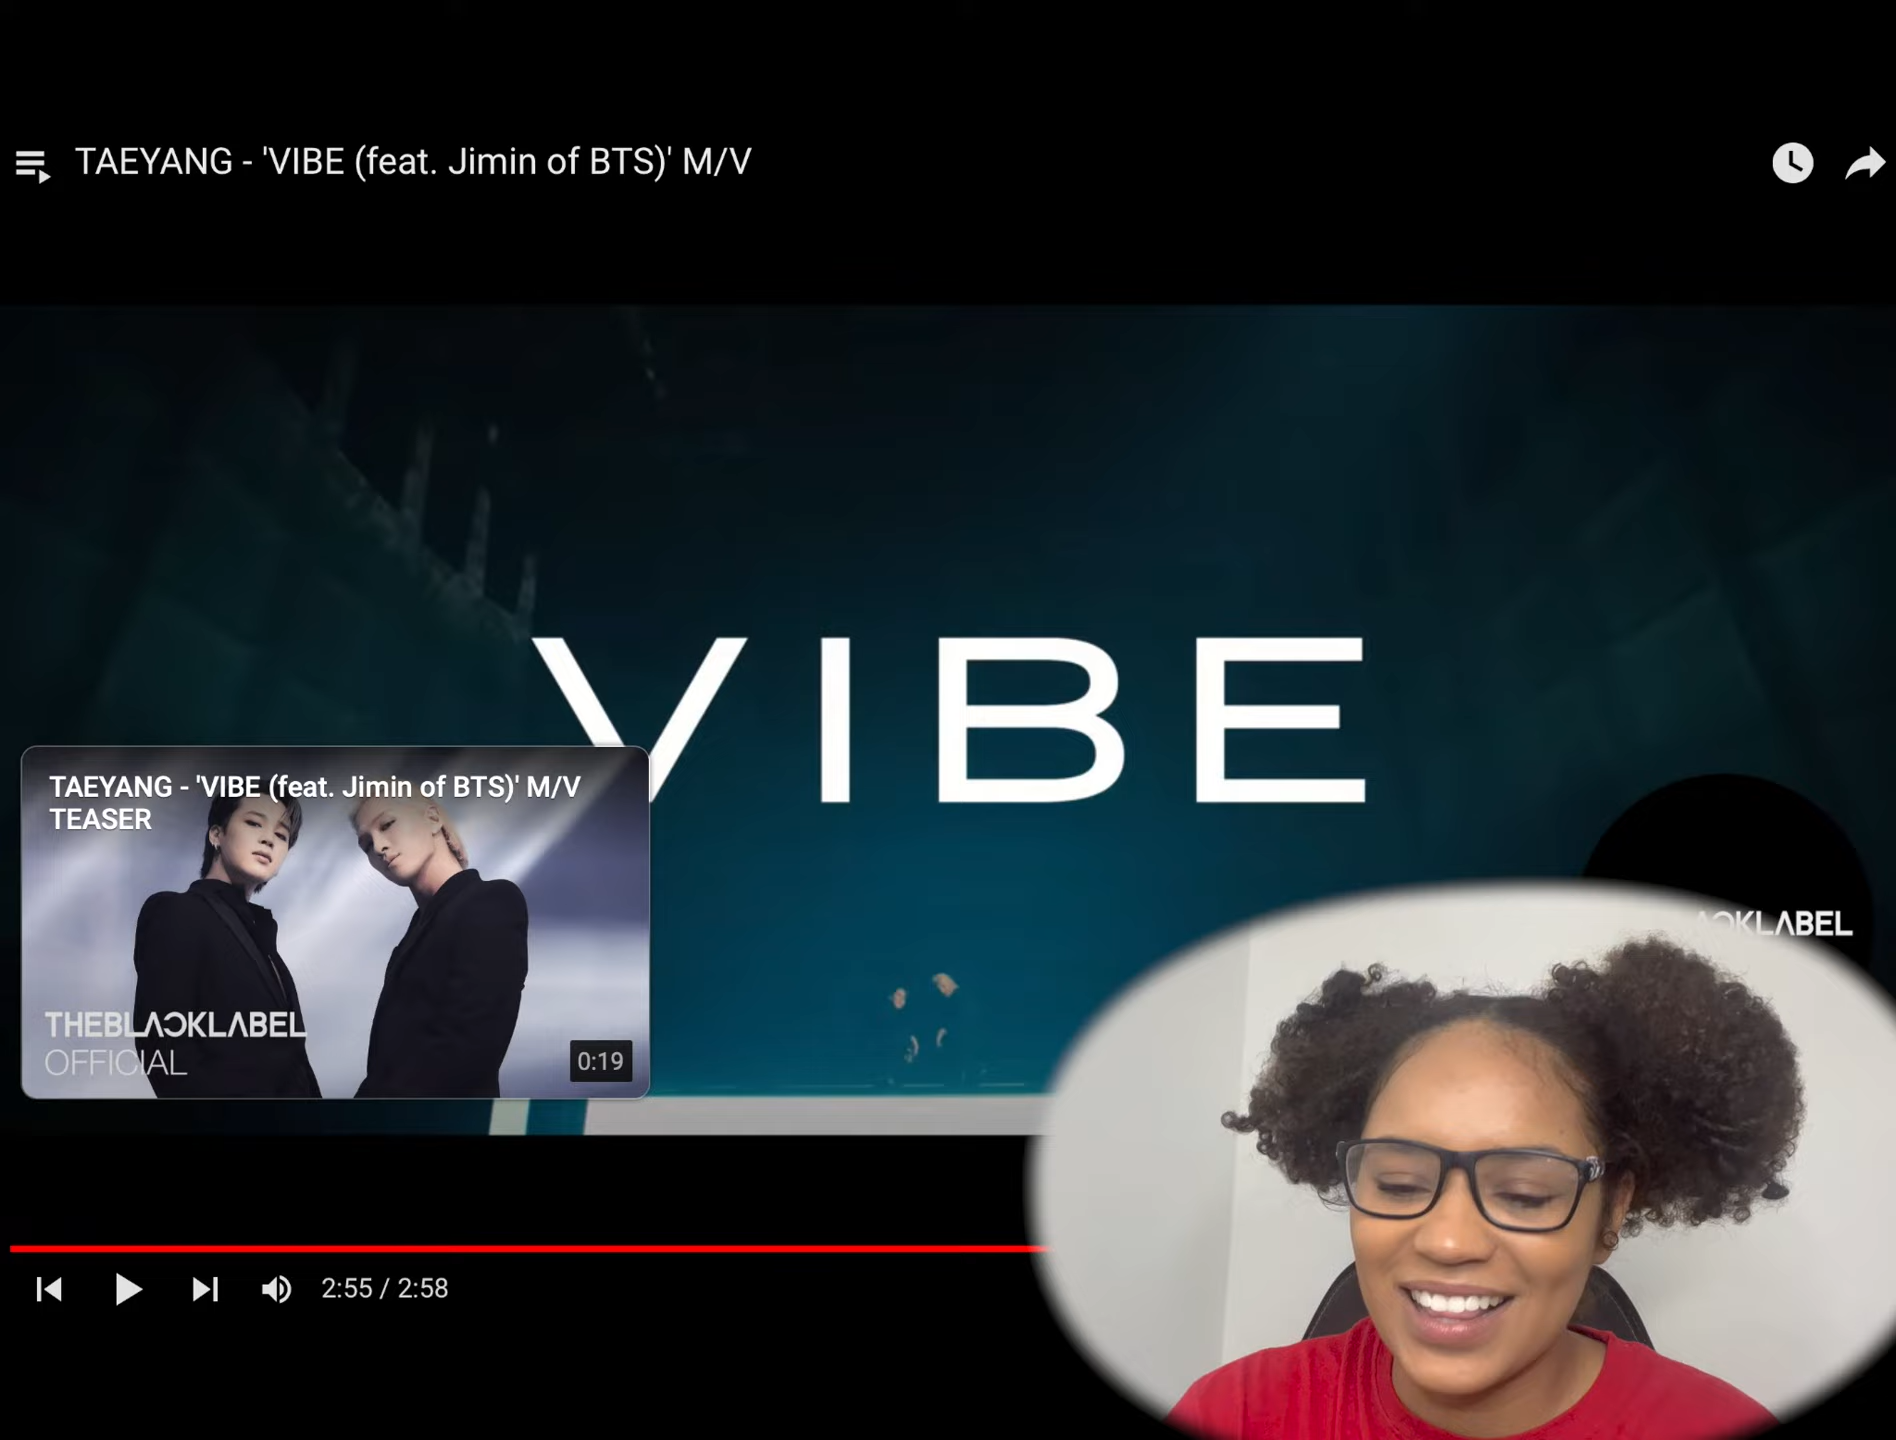 TAEYANG - 'VIBE (feat. Jimin of BTS)' M/V
VIBE
TAEYANG - 'VIBE (feat. Jimin of BTS)' M/V
TEASER
THEBLACKLABEL
OFFICIAL
0:19
2:55 / 2:58